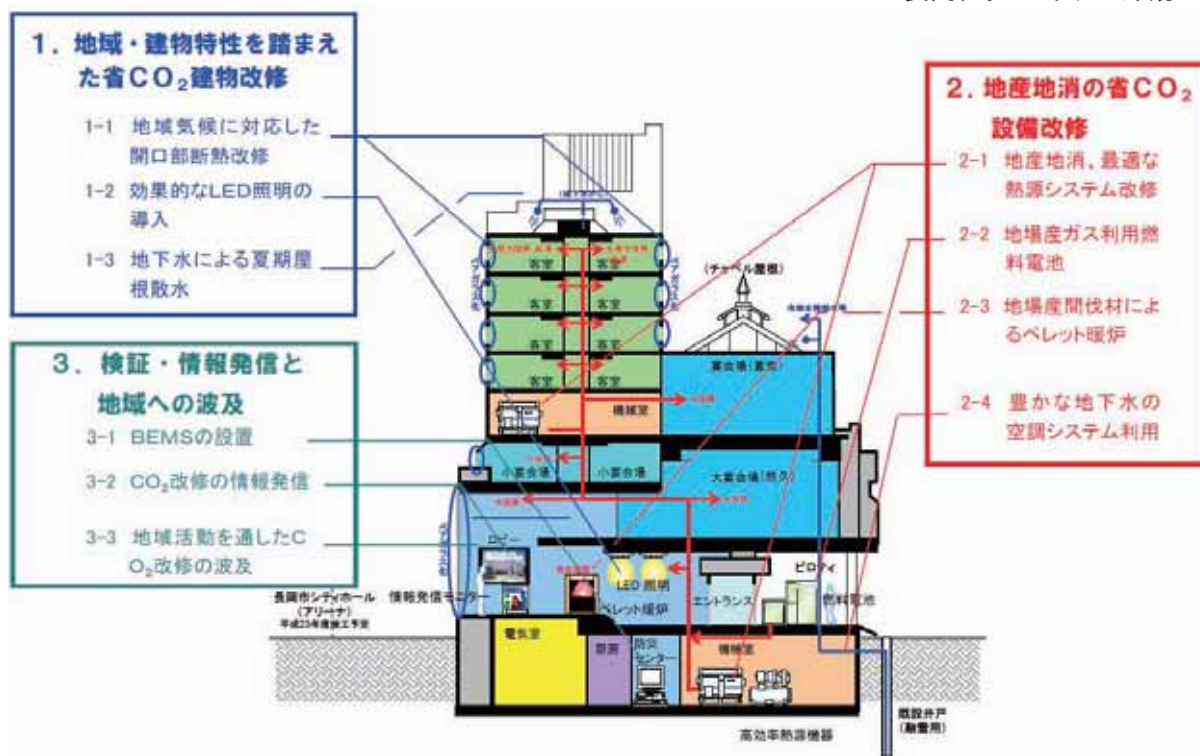 1. 地域・建物特性を踏まえ
た省CO₂建物改修
1-1 地域気候に対応した
開口部断熱改修
1-2 効果的なLED照明の
導入
1-3 地下水による夏期屋
根散水
2. 地産地消の省CO₂
設備改修
2-1 地産地消、最適な
熱源システム改修
2-2 地場産ガス利用燃
料電池
2-3 地場産間伐材によ
るペレット暖炉
2-4 豊かな地下水の
空調システム利用
3. 検証・情報発信と
地域への波及
3-1 BEMSの設置
3-2 CO₂改修の情報発信
3-3 地域活動を通したC
O₂改修の波及
客室 客室
客室 客室
客室 客室
客室 客室
(チャペル屋根)
機械室
小宴会場 小宴会場
大宴会場(悠久)
ロビー
LED 照明
ペレット暖炉
エントランス
ピロティ
燃料電池
長岡市シティホール
(アリーナ)
情報発信モニター
電気室
厨房
防災
センター
機械室
既設井戸
(融雪用)
高効率熱源機器